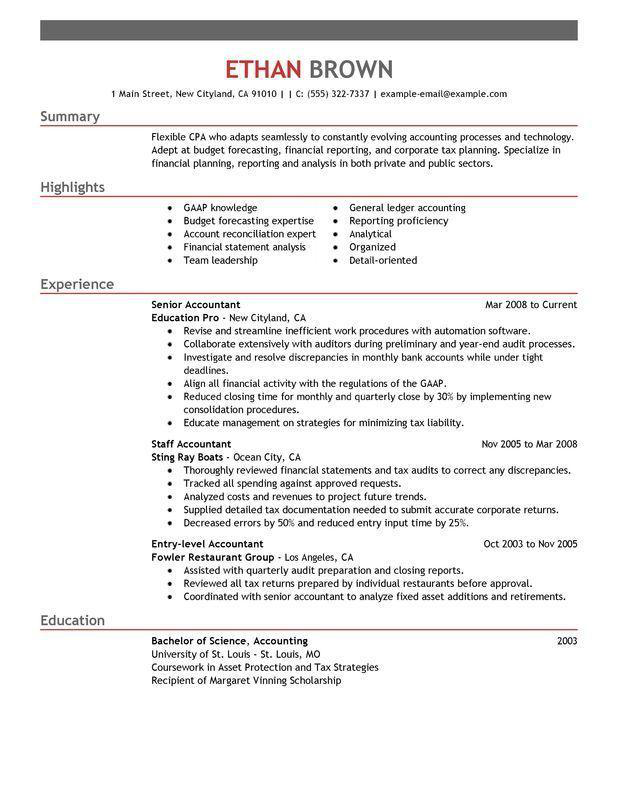 ETHAN BROWN
1 Main Street, New Cityland, CA 91010 | | C: (555) 322-7337 | example-email@example.com
Summary
Flexible CPA who adapts seamlessly to constantly evolving accounting processes and technology.
Adept at budget forecasting, financial reporting, and corporate tax planning. Specialize in
financial planning, reporting and analysis in both private and public sectors.
Highlights
• GAAP knowledge
• Budget forecasting expertise
• Account reconciliation expert
• Financial statement analysis
• Team leadership
• General ledger accounting
• Reporting proficiency
• Analytical
• Organized
• Detail-oriented
Experience
Senior Accountant Mar 2008 to Current
Education Pro - New Cityland, CA
• Revise and streamline inefficient work procedures with automation software.
• Collaborate extensively with auditors during preliminary and year-end audit processes.
• Investigate and resolve discrepancies in monthly bank accounts while under tight
deadlines.
• Align all financial activity with the regulations of the GAAP.
• Reduced closing time for monthly and quarterly close by 30% by implementing new
consolidation procedures.
• Educate management on strategies for minimizing tax liability.
Staff Accountant Nov 2005 to Mar 2008
Sting Ray Boats - Ocean City, CA
• Thoroughly reviewed financial statements and tax audits to correct any discrepancies.
• Tracked all spending against approved requests.
• Analyzed costs and revenues to project future trends.
• Supplied detailed tax documentation needed to submit accurate corporate returns.
• Decreased errors by 50% and reduced entry input time by 25%.
Entry-level Accountant Oct 2003 to Nov 2005
Fowler Restaurant Group - Los Angeles, CA
• Assisted with quarterly audit preparation and closing reports.
• Reviewed all tax returns prepared by individual restaurants before approval.
• Coordinated with senior accountant to analyze fixed asset additions and retirements.
Education
Bachelor of Science, Accounting 2003
University of St. Louis - St. Louis, MO
Coursework in Asset Protection and Tax Strategies
Recipient of Margaret Vinning Scholarship